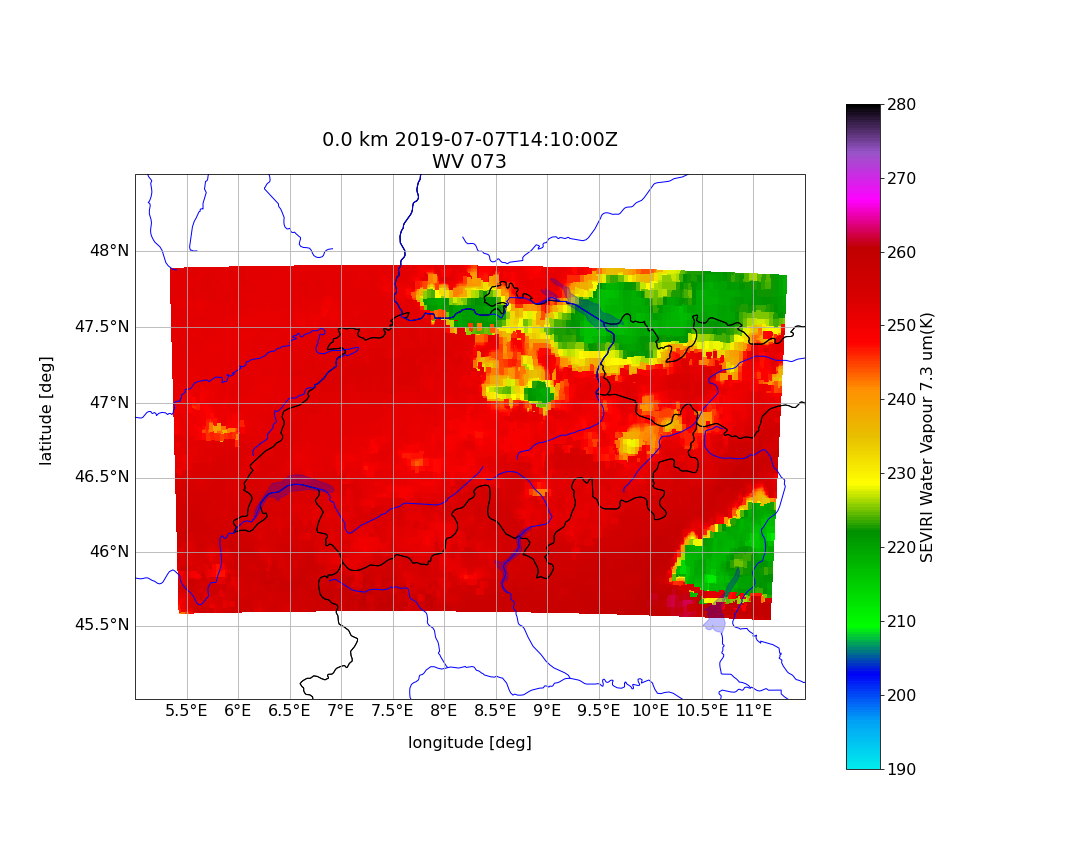 0.0 km 2019-07-07T14:10:00Z
WV 073
48°N
47.5°N
47°N
46.5°N
46°N
45.5°N
latitude [deg]
5.5°E 6°E 6.5°E 7°E 7.5°E 8°E 8.5°E 9°E 9.5°E 10°E 10.5°E 11°E
longitude [deg]
280
270
260
250
240
230
220
210
200
190
SEVIRI Water Vapour 7.3 um(K)